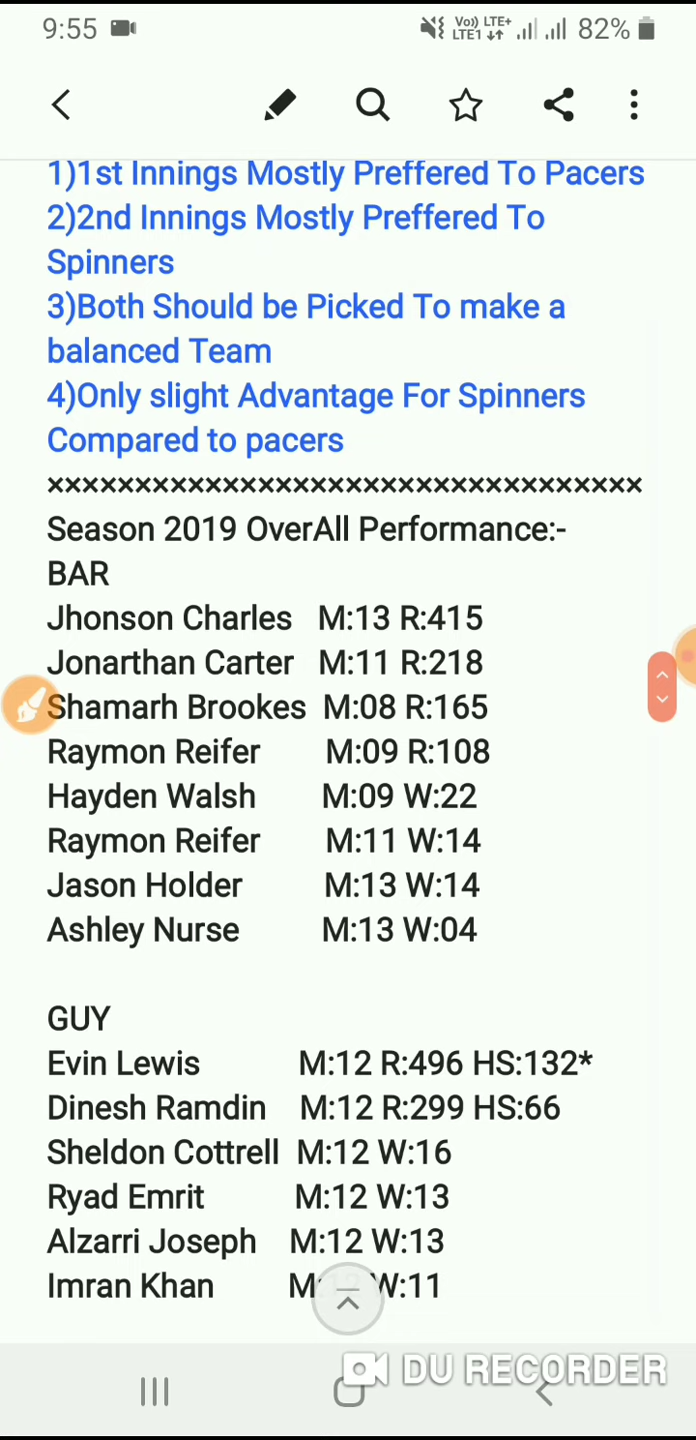 9:55 Vo)) LTE+ LTE1 82%
1)1st Innings Mostly Preffered To Pacers
2)2nd Innings Mostly Preffered To
Spinners
3)Both Should be Picked To make a
balanced Team
4)Only slight Advantage For Spinners
Compared to pacers
××××××××××××××××××××××××××××××××××
Season 2019 OverAll Performance:-
BAR
Jhonson Charles M:13 R:415
Jonarthan Carter M:11 R:218
Shamarh Brookes M:08 R:165
Raymon Reifer M:09 R:108
Hayden Walsh M:09 W:22
Raymon Reifer M:11 W:14
Jason Holder M:13 W:14
Ashley Nurse M:13 W:04
GUY
Evin Lewis M:12 R:496 HS:132*
Dinesh Ramdin M:12 R:299 HS:66
Sheldon Cottrell M:12 W:16
Ryad Emrit M:12 W:13
Alzarri Joseph M:12 W:13
Imran Khan M:12 W:11
DU RECORDER